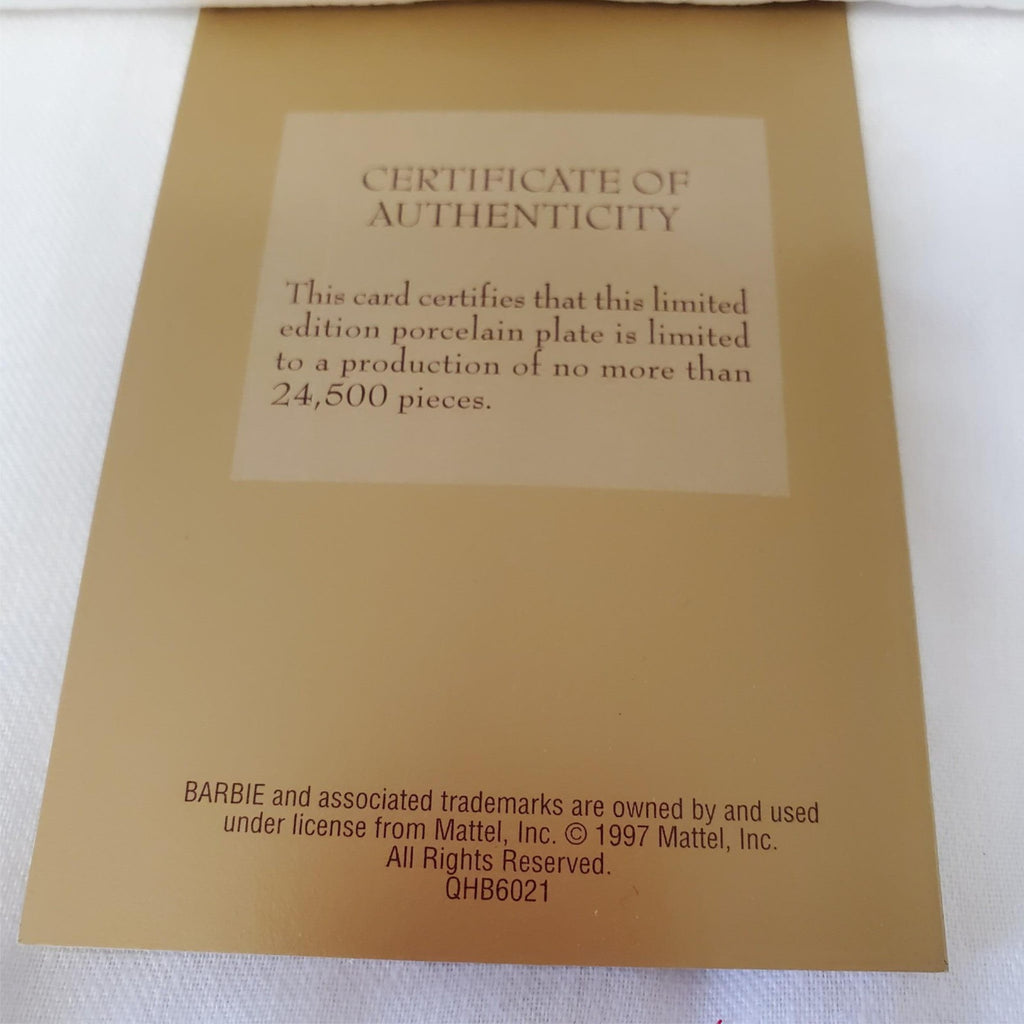 CERTIFICATE OF
AUTHENTICITY
This card certifies that this limited
edition porcelain plate is limited
to a production of no more than
24,500 pieces.
BARBIE and associated trademarks are owned by and used
under license from Mattel, Inc. © 1997 Mattel, Inc.
All Rights Reserved.
QHB6021